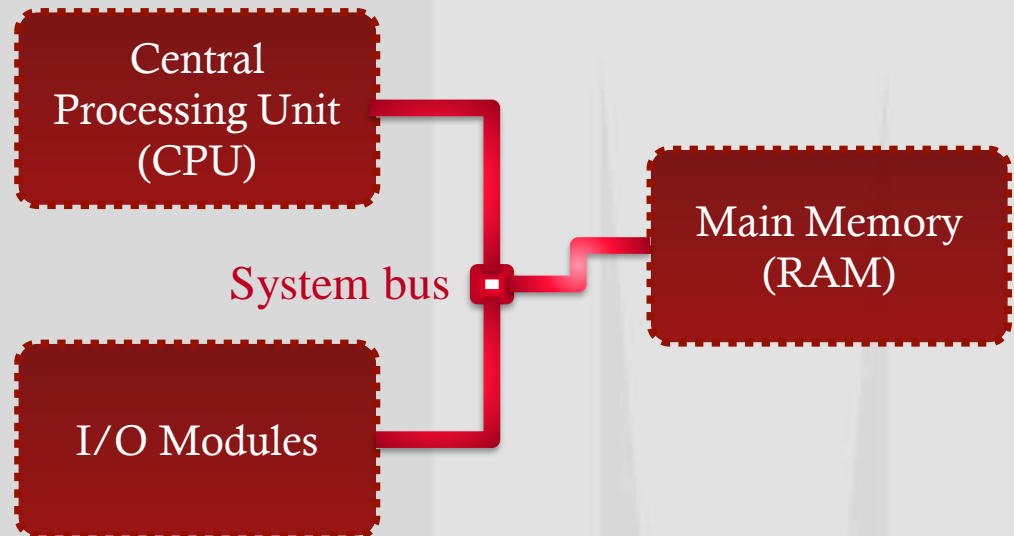 Central
Processing Unit
(CPU)
Main Memory
(RAM)
System bus
I/O Modules